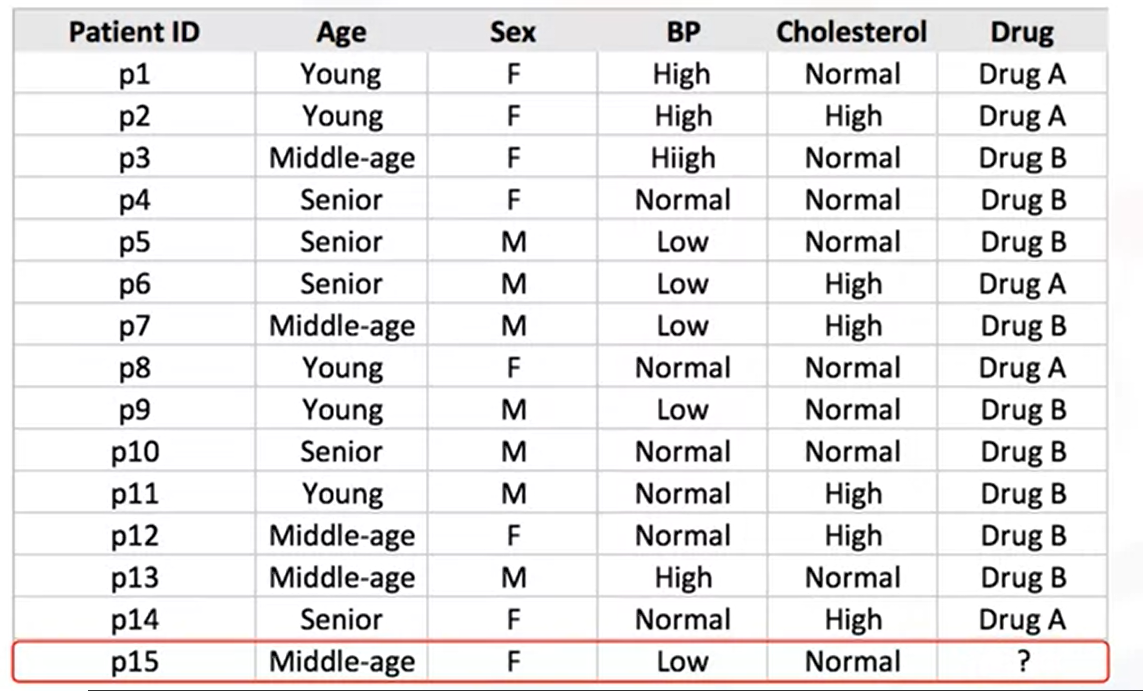 Patient ID Age Sex BP Cholesterol Drug
p1 Young F High Normal Drug A
p2 Young F High High Drug A
p3 Middle-age F Hiigh Normal Drug B
p4 Senior F Normal Normal Drug B
p5 Senior M Low Normal Drug B
p6 Senior M Low High Drug A
p7 Middle-age M Low High Drug B
p8 Young F Normal Normal Drug A
p9 Young M Low Normal Drug B
p10 Senior M Normal Normal Drug B
p11 Young M Normal High Drug B
p12 Middle-age F Normal High Drug B
p13 Middle-age M High Normal Drug B
p14 Senior F Normal High Drug A
p15 Middle-age F Low Normal ?